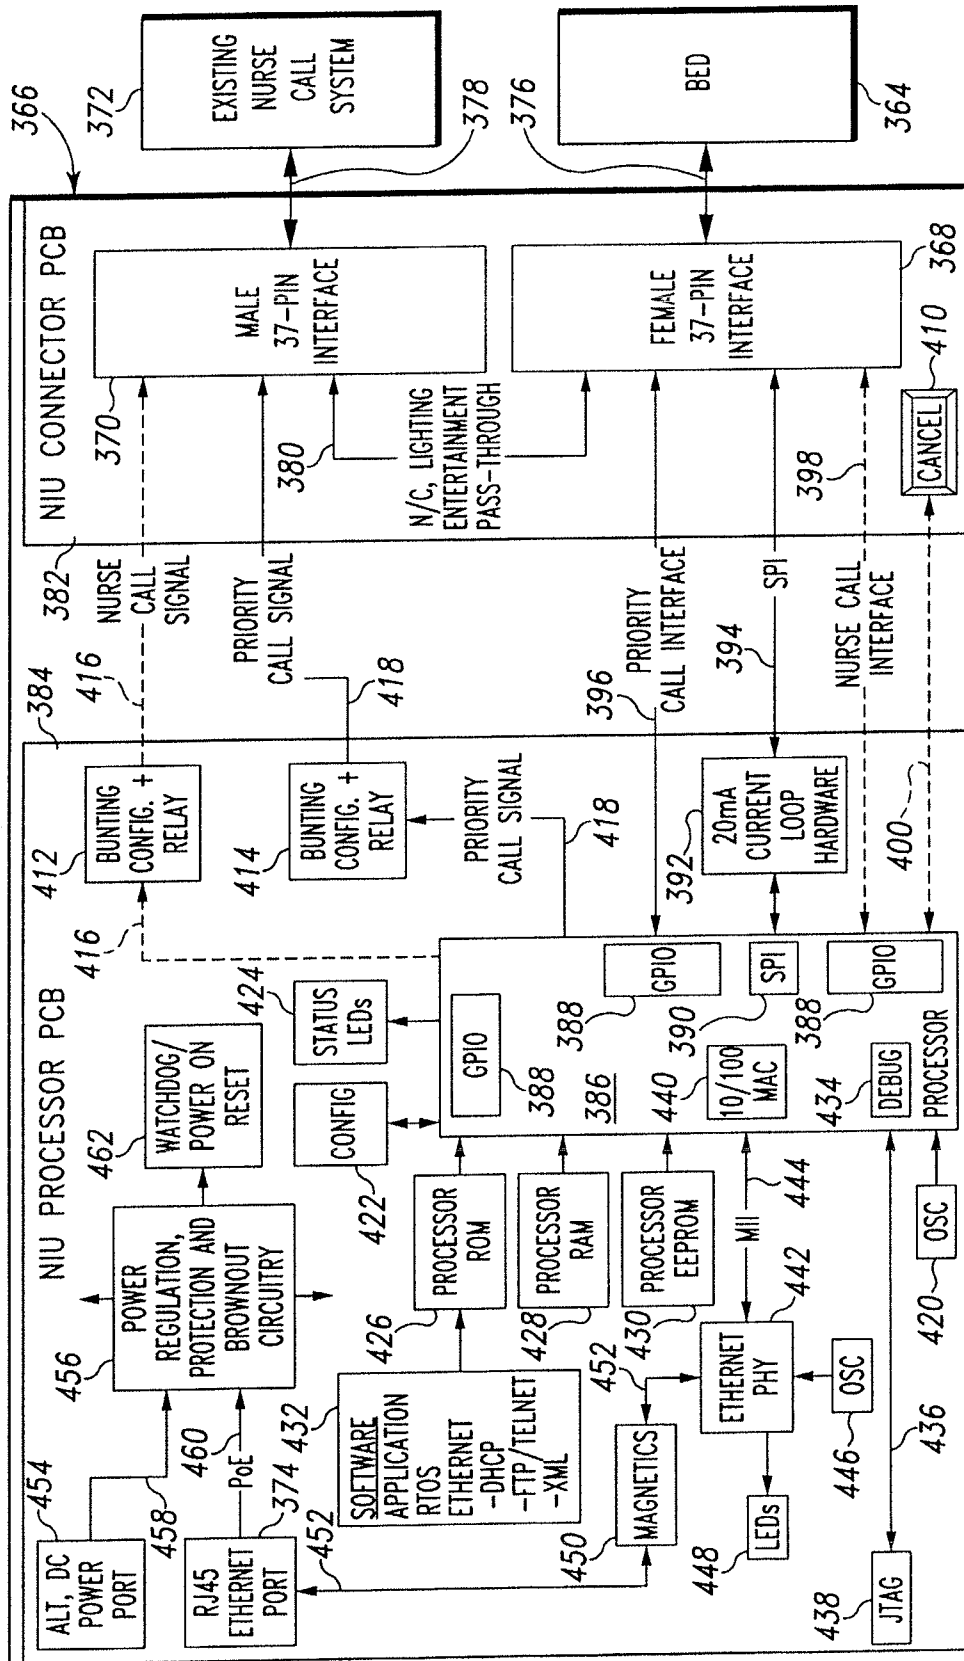 NIU PROCESSOR PCB
ALT, DC
POWER
PORT
454
458
RJ45
ETHERNET
PORT
374
PoE
460
452
POWER
REGULATION,
PROTECTION AND
BROWNOUT
CIRCUITRY
456
WATCHDOG/
POWER ON
RESET
462
SOFTWARE
APPLICATION
RTOS
ETHERNET
-DHCP
-FTP/TELNET
-XML
432
PROCESSOR
ROM
426
PROCESSOR
RAM
428
PROCESSOR
EEPROM
430
CONFIG
422
STATUS
LEDs
424
MAGNETICS
450
452
ETHERNET
PHY
442
MII
444
LEDs
448
OSC
446
JTAG
438
436
OSC
420
GPIO
388
386
GPIO
388
10/100
MAC
440
SPI
390
DEBUG
434
GPIO
388
PROCESSOR
416
BUNTING
CONFIG. +
RELAY
412
BUNTING
CONFIG. +
RELAY
414
PRIORITY
CALL SIGNAL
418
20mA
CURRENT
LOOP
HARDWARE
392
384
416
NURSE
CALL
SIGNAL
PRIORITY
CALL SIGNAL
418
396
PRIORITY
CALL INTERFACE
394
SPI
NURSE CALL
INTERFACE
400
NIU CONNECTOR PCB
382
370
MALE
37-PIN
INTERFACE
380
N/C, LIGHTING
ENTERTAINMENT
PASS-THROUGH
FEMALE
37-PIN
INTERFACE
368
398
CANCEL
410
366
372
EXISTING
NURSE
CALL
SYSTEM
378
376
BED
364